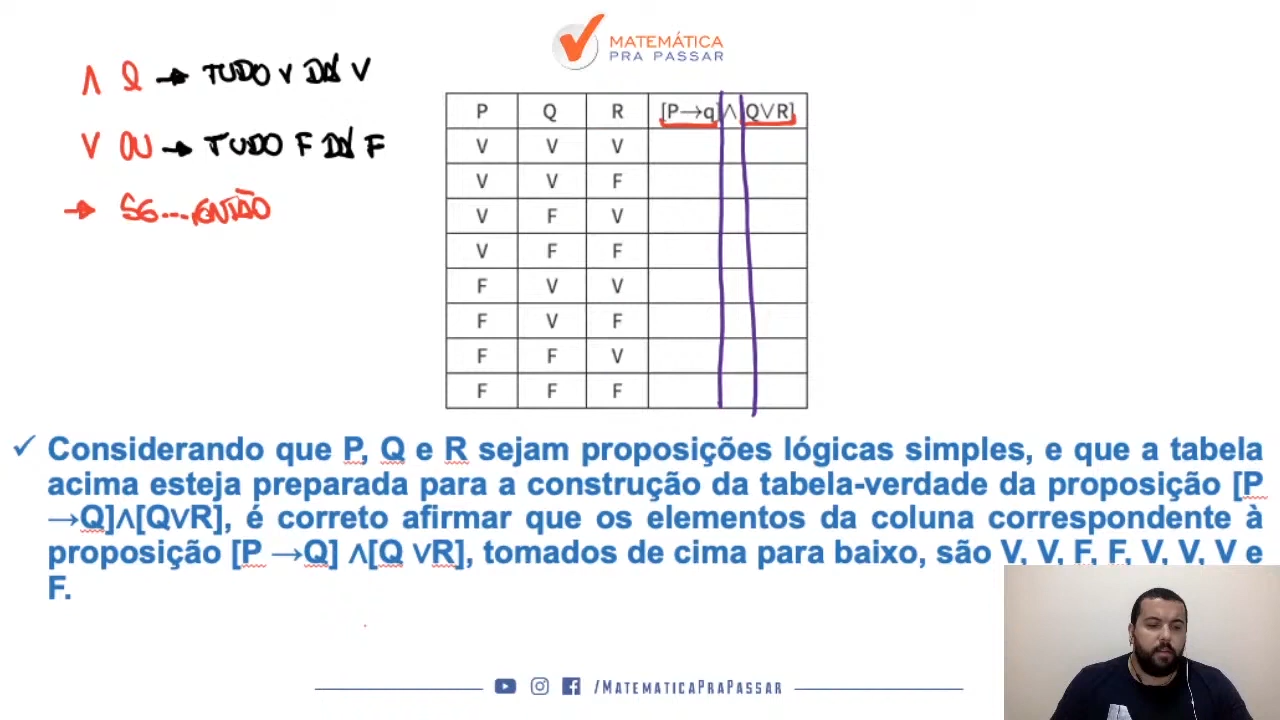 MATEMÁTICA
PRA PASSAR
∧ E → TUDO V DÁ V
∨ OU → TUDO F DÁ F
→ SE... ENTÃO
P Q R [P→q]∧[Q∨R]
V V V
V V F
V F V
V F F
F V V
F V F
F F V
F F F
✓ Considerando que P, Q e R sejam proposições lógicas simples, e que a tabela
acima esteja preparada para a construção da tabela-verdade da proposição [P
→Q]∧[Q∨R], é correto afirmar que os elementos da coluna correspondente à
proposição [P →Q] ∧[Q ∨R], tomados de cima para baixo, são V, V, F, F, V, V, V e
F.
/MATEMATICAPRAPASSAR